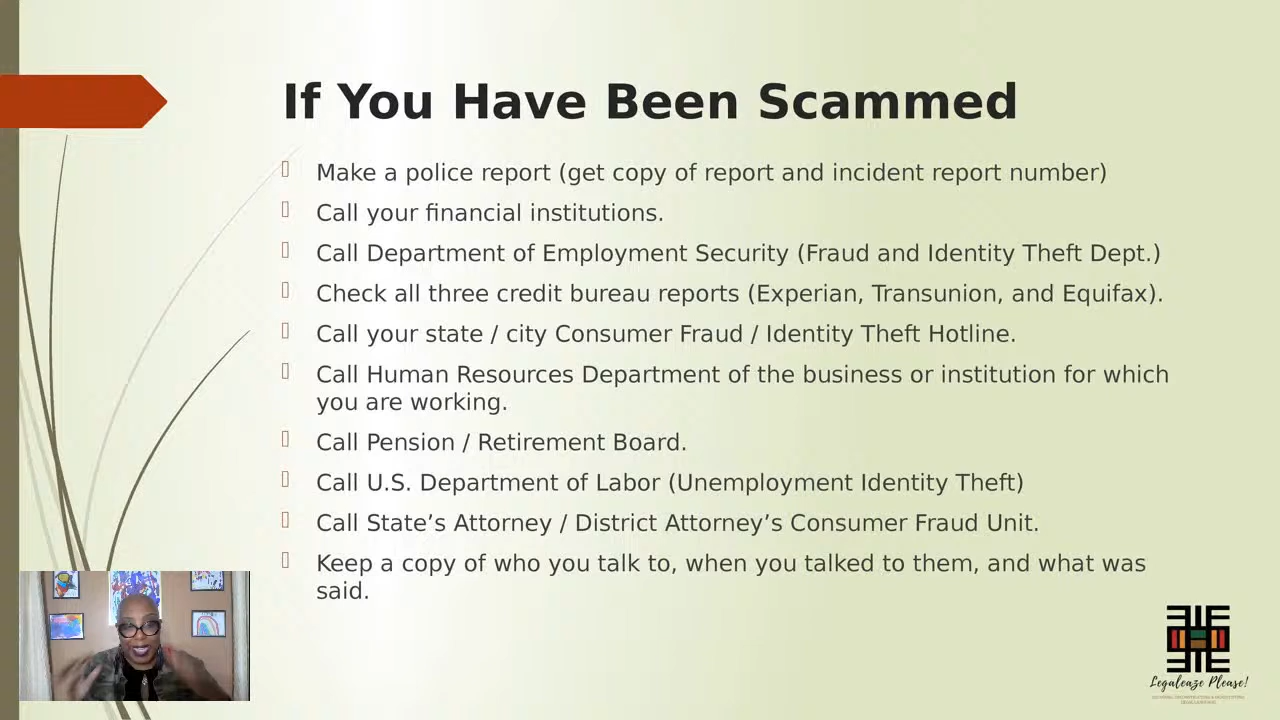 If You Have Been Scammed
Make a police report (get copy of report and incident report number)
Call your financial institutions.
Call Department of Employment Security (Fraud and Identity Theft Dept.)
Check all three credit bureau reports (Experian, Transunion, and Equifax).
Call your state / city Consumer Fraud / Identity Theft Hotline.
Call Human Resources Department of the business or institution for which
you are working.
Call Pension / Retirement Board.
Call U.S. Department of Labor (Unemployment Identity Theft)
Call State’s Attorney / District Attorney’s Consumer Fraud Unit.
Keep a copy of who you talk to, when you talked to them, and what was
said.
Legaleaze Please!